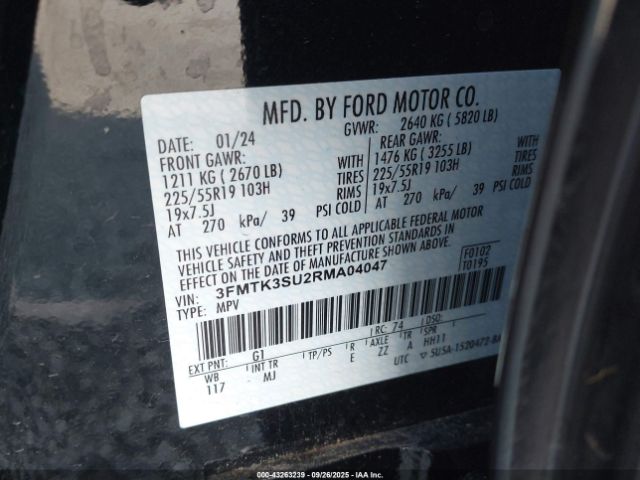 MFD. BY FORD MOTOR CO.
DATE: 01/24 GVWR: 2640 KG ( 5820 LB)
FRONT GAWR: REAR GAWR:
1211 KG ( 2670 LB) WITH 1476 KG ( 3255 LB) WITH
225/55R19 103H TIRES 225/55R19 103H TIRES
19x7.5J RIMS 19x7.5J RIMS
AT 270 kPa/ 39 PSI COLD AT 270 kPa/ 39 PSI COLD
THIS VEHICLE CONFORMS TO ALL APPLICABLE FEDERAL MOTOR
VEHICLE SAFETY AND THEFT PREVENTION STANDARDS IN
EFFECT ON THE DATE OF MANUFACTURE SHOWN ABOVE.
VIN: 3FMTK3SU2RMA04047 F0102
TYPE: MPV T0195
EXT PNT: G1 RC: Z4 DSO:
WB INT TR TP/PS R AXLE TR SPR
117 MJ E ZZ A HH11
UTC ▽ 5U5A-1520472-BA
000-43263239 - 09/26/2025 - IAA Inc.